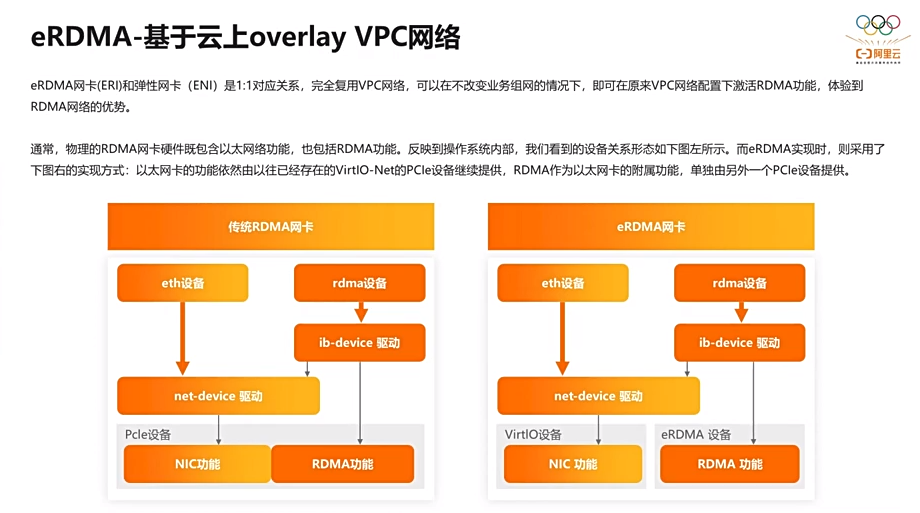 eRDMA-基于云上overlay VPC网络
阿里云
eRDMA网卡(ERI)和弹性网卡（ENI）是1:1对应关系，完全复用VPC网络，可以在不改变业务组网的情况下，即可在原来VPC网络配置下激活RDMA功能，体验到
RDMA网络的优势。
通常，物理的RDMA网卡硬件既包含以太网络功能，也包括RDMA功能。反映到操作系统内部，我们看到的设备关系形态如下图左所示。而eRDMA实现时，则采用了
下图右的实现方式：以太网卡的功能依然由以往已经存在的VirtIO-Net的PCIe设备继续提供，RDMA作为以太网卡的附属功能，单独由另外一个PCIe设备提供。
传统RDMA网卡
eth设备
rdma设备
ib-device 驱动
net-device 驱动
PcIe设备
NIC功能
RDMA功能
eRDMA网卡
eth设备
rdma设备
ib-device 驱动
net-device 驱动
VirtIO设备
eRDMA 设备
NIC 功能
RDMA 功能